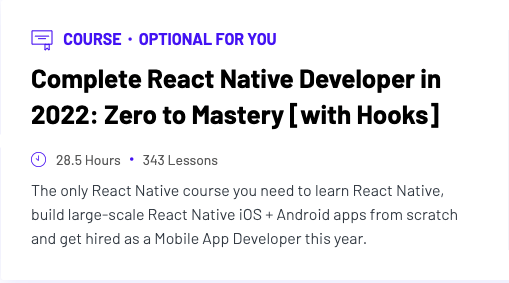 COURSE • OPTIONAL FOR YOU
Complete React Native Developer in
2022: Zero to Mastery [with Hooks]
28.5 Hours • 343 Lessons
The only React Native course you need to learn React Native,
build large-scale React Native iOS + Android apps from scratch
and get hired as a Mobile App Developer this year.